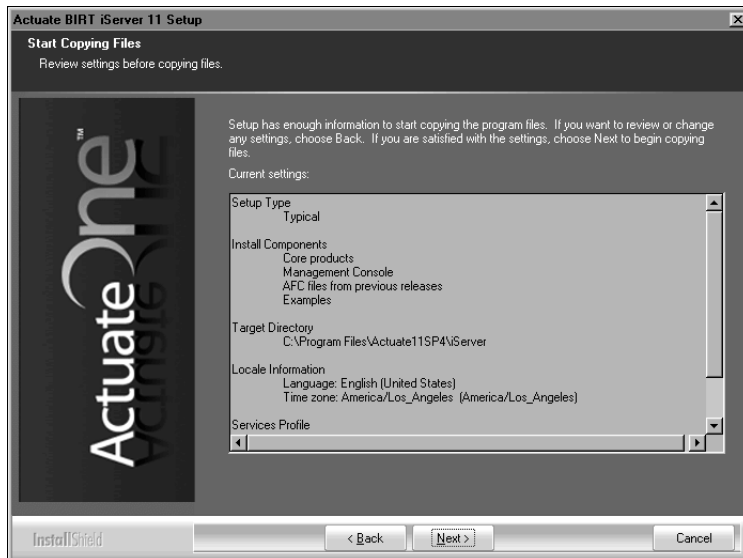 Actuate BIRT iServer 11 Setup
Start Copying Files
Review settings before copying files.
ActuateOne™
Setup has enough information to start copying the program files. If you want to review or change
any settings, choose Back. If you are satisfied with the settings, choose Next to begin copying
files.
Current settings:
Setup Type
Typical
Install Components
Core products
Management Console
AFC files from previous releases
Examples
Target Directory
C:\Program Files\Actuate11SP4\iServer
Locale Information
Language: English (United States)
Time zone: America/Los_Angeles (America/Los_Angeles)
Services Profile
InstallShield
< Back
Next >
Cancel